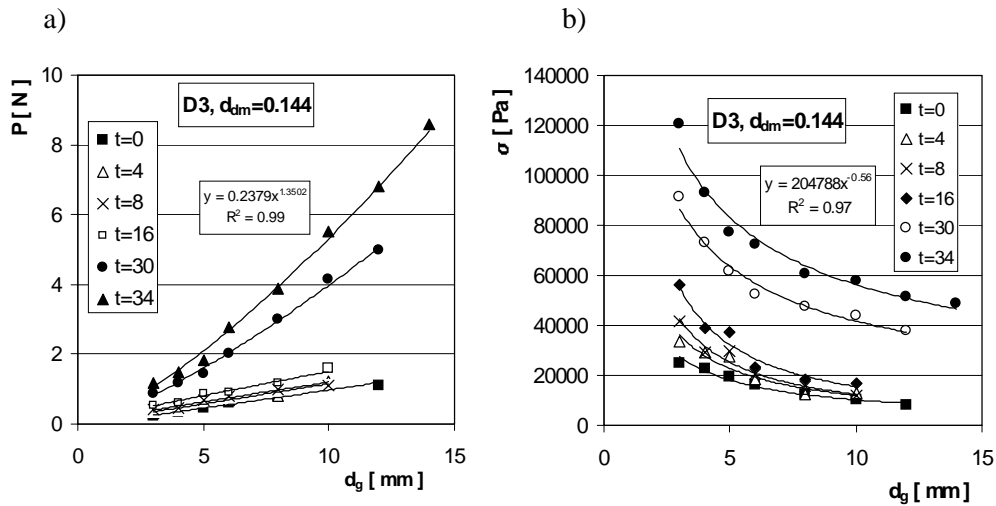 a)
P [ N ]
10
8
6
4
2
0
D3, d_dm=0.144
t=0
t=4
t=8
t=16
t=30
t=34
y = 0.2379x^1.3502
R² = 0.99
0 5 10 15
d_g [ mm ]
b)
σ [ Pa ]
140000
120000
100000
80000
60000
40000
20000
0
D3, d_dm=0.144
y = 204788x^-0.56
R² = 0.97
t=0
t=4
t=8
t=16
t=30
t=34
0 5 10 15
d_g [ mm ]